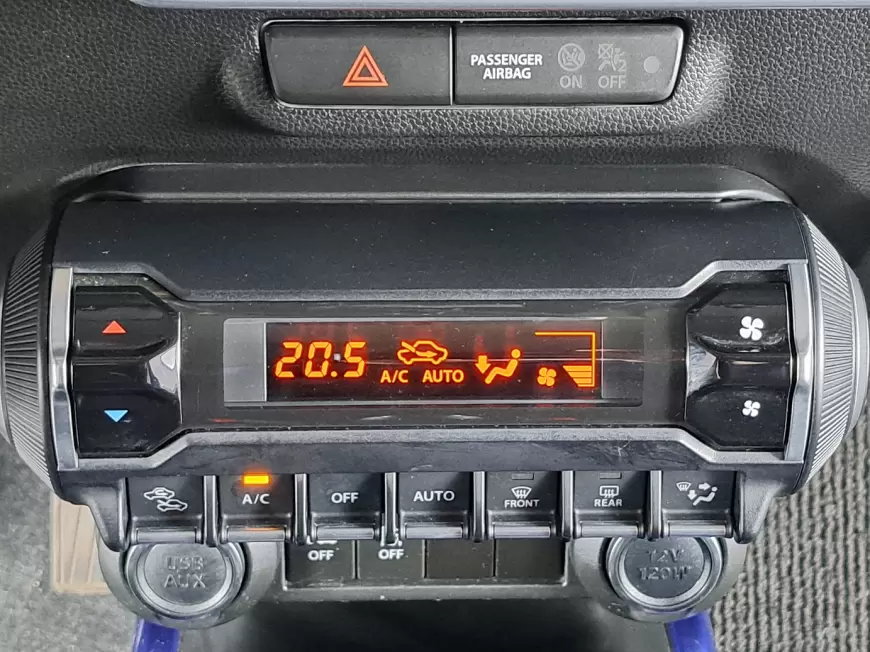 PASSENGER
AIRBAG
ON
OFF
20.5
A/C AUTO
A/C
OFF
AUTO
FRONT
REAR
USB
AUX
OFF
OFF
12V
120W